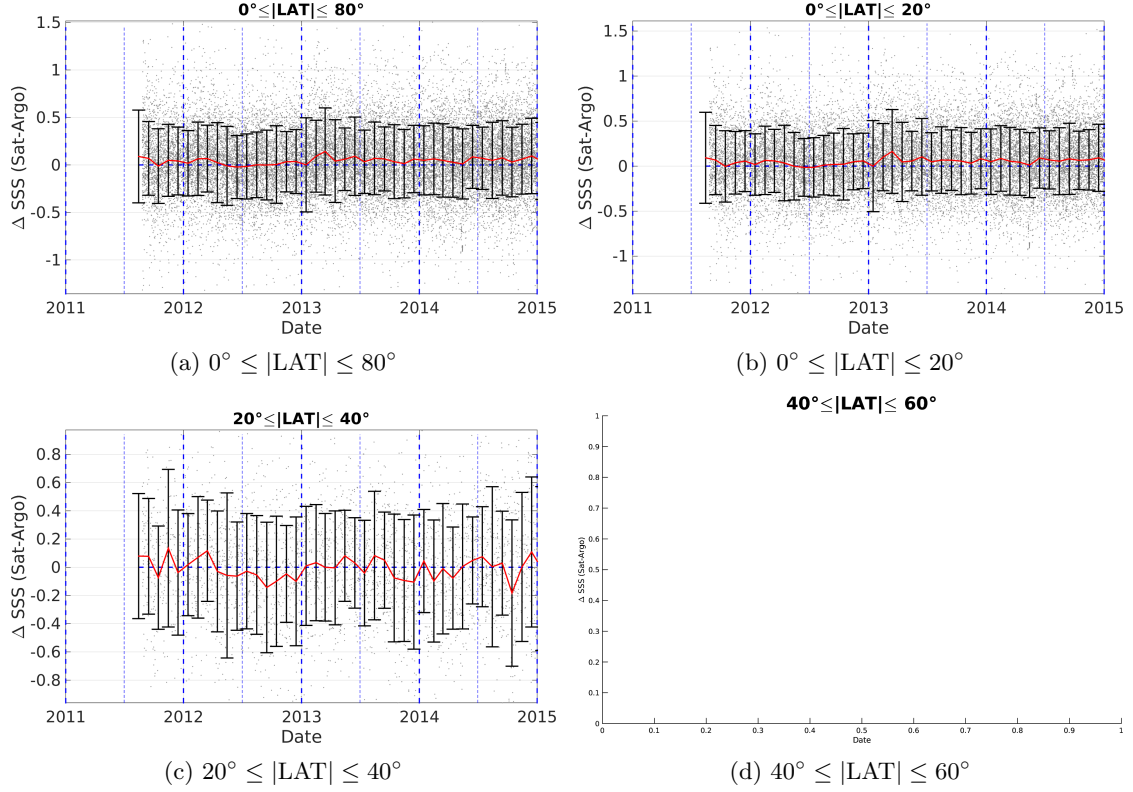 0°≤|LAT|≤ 80°
1.5
1
0.5
0
-0.5
-1
Δ SSS (Sat-Argo)
2011 2012 2013 2014 2015
Date
(a) 0° ≤ |LAT| ≤ 80°
0°≤|LAT|≤ 20°
1.5
1
0.5
0
-0.5
-1
Δ SSS (Sat-Argo)
2011 2012 2013 2014 2015
Date
(b) 0° ≤ |LAT| ≤ 20°
20°≤|LAT|≤ 40°
0.8
0.6
0.4
0.2
0
-0.2
-0.4
-0.6
-0.8
Δ SSS (Sat-Argo)
2011 2012 2013 2014 2015
Date
(c) 20° ≤ |LAT| ≤ 40°
40°≤|LAT|≤ 60°
1
0.9
0.8
0.7
0.6
0.5
0.4
0.3
0.2
0.1
0
Δ SSS (Sat-Argo)
0 0.1 0.2 0.3 0.4 0.5 0.6 0.7 0.8 0.9 1
Date
(d) 40° ≤ |LAT| ≤ 60°